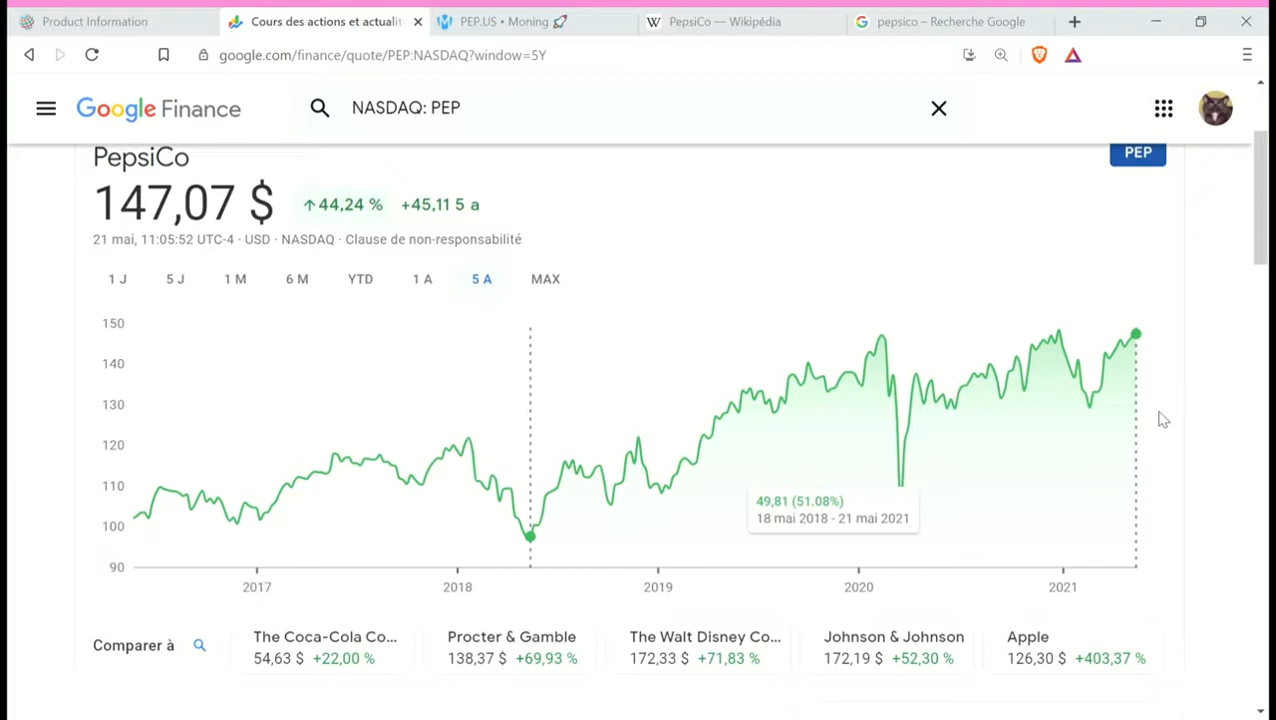 Product Information
Cours des actions et actualit
PEP.US • Moning 🚀
PepsiCo — Wikipédia
pepsico – Recherche Google
google.com/finance/quote/PEP:NASDAQ?window=5Y
Google Finance
NASDAQ: PEP
PepsiCo
PEP
147,07 $
↑44,24 %
+45,11 5 a
21 mai, 11:05:52 UTC-4 · USD · NASDAQ · Clause de non-responsabilité
1 J
5 J
1 M
6 M
YTD
1 A
5 A
MAX
150
140
130
120
110
100
90
49,81 (51.08%)
18 mai 2018 - 21 mai 2021
2017
2018
2019
2020
2021
Comparer à
The Coca-Cola Co...
54,63 $ +22,00 %
Procter & Gamble
138,37 $ +69,93 %
The Walt Disney Co...
172,33 $ +71,83 %
Johnson & Johnson
172,19 $ +52,30 %
Apple
126,30 $ +403,37 %